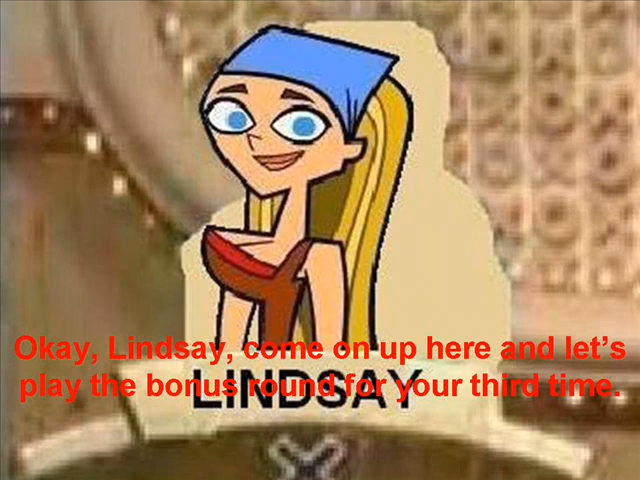 Okay, Lindsay, come on up here and let’s
play the bonus round for your third time.
LINDSAY